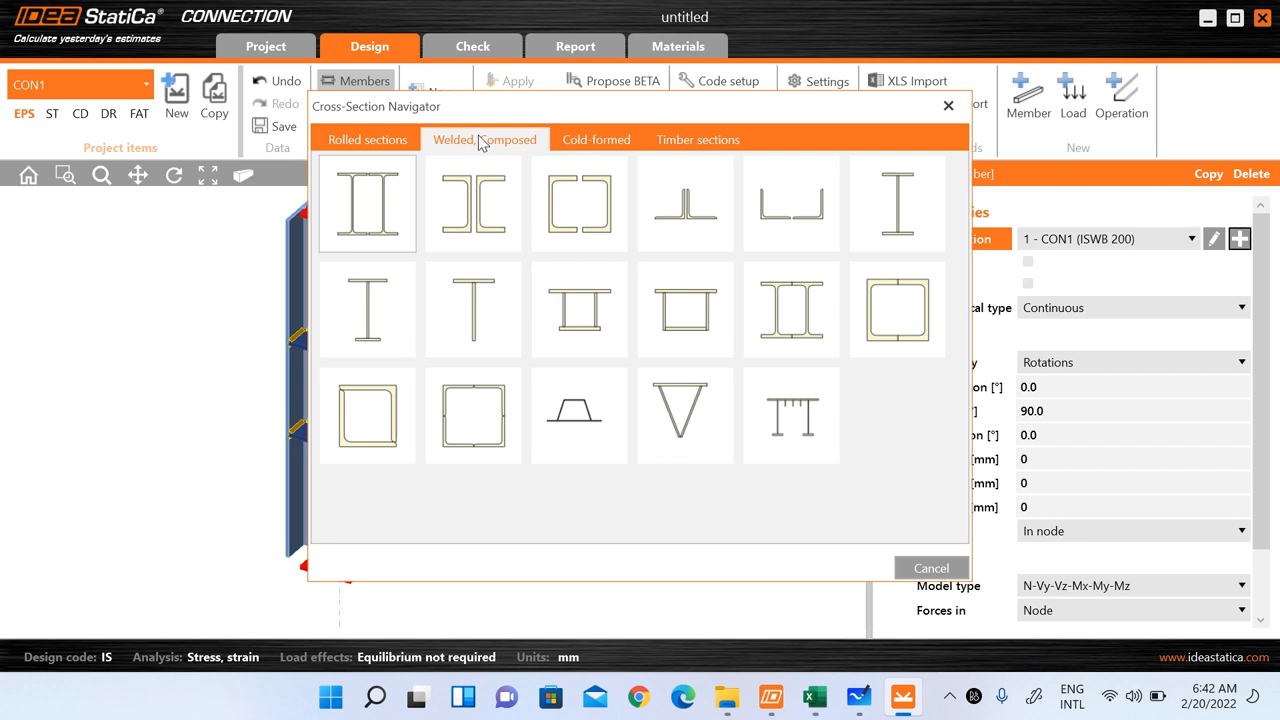 IDEA StatiCa® CONNECTION
Calculate yesterday's estimates
untitled
Project Design Check Report Materials
CON1
EPS ST CD DR FAT
New Copy
Project items
Undo
Redo
Save
Data
Members
Apply
Propose BETA
Code setup
Settings
XLS Import
Member Load Operation
New
Cross-Section Navigator
Rolled sections Welded, Composed Cold-formed Timber sections
Cancel
Copy Delete
1 - CON1 (ISWB 200)
Continuous
Rotations
0.0
90.0
0.0
[mm] 0
[mm] 0
[mm] 0
In node
Model type N-Vy-Vz-Mx-My-Mz
Forces in Node
Design code: IS Analysis: Stress, strain Load effects: Equilibrium not required Units: mm
www.ideastatica.com
ENG
INTL
6:42 AM
2/20/2022